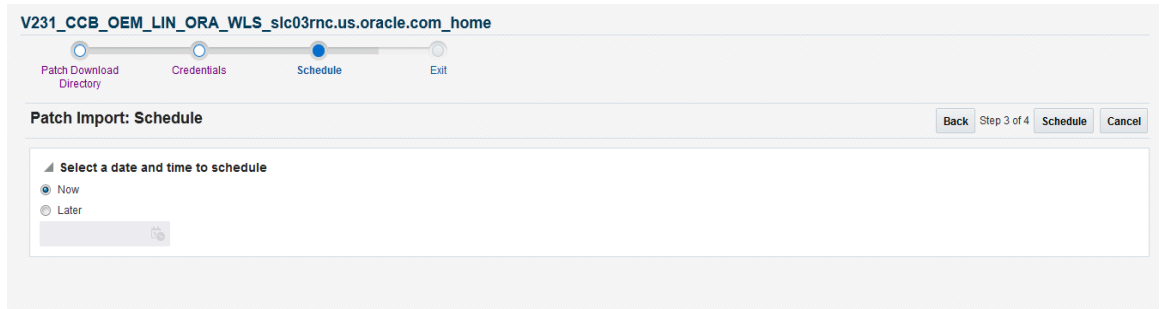 V231_CCB_OEM_LIN_ORA_WLS_slc03rnc.us.oracle.com_home
Patch Download
Directory
Credentials
Schedule
Exit
Patch Import: Schedule
Back Step 3 of 4 Schedule Cancel
Select a date and time to schedule
Now
Later